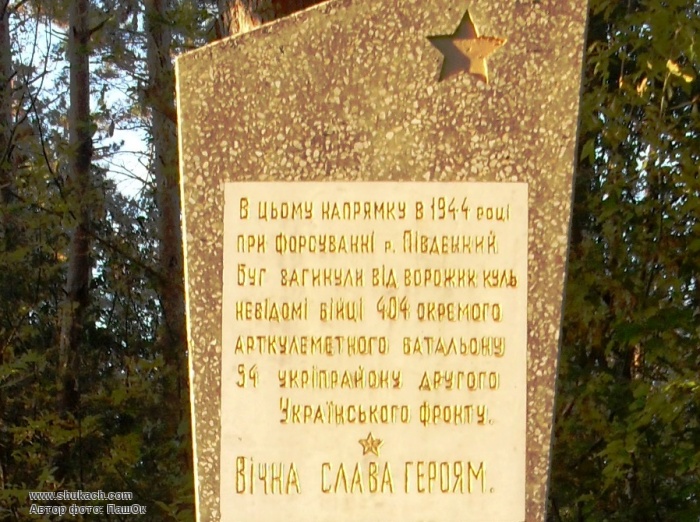 В цьому напрямку в 1944 році
при форсуванні р. Південний
Буг загинули від ворожих куль
невідомі бійці 404 окремого
арткулеметного батальону
54 укріпрайону другого
Українського фронту.
Вічна слава героям.
www.shukach.com
Автор фото: ПашОк